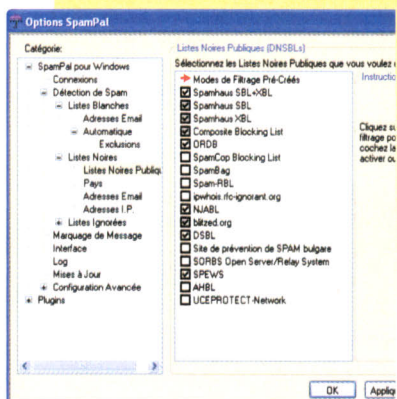 Options SpamPal
Catégorie:
SpamPal pour Windows
Connexions
Détection de Spam
Listes Blanches
Adresses Email
Automatique
Exclusions
Listes Noires
Listes Noires Publiq
Pays
Adresses Email
Adresses I.P.
Listes Ignorées
Marquage de Message
Interface
Log
Mises à Jour
Configuration Avancée
Plugins
Listes Noires Publiques (DNSBLs)
Sélectionnez les Listes Noires Publiques que vous voulez
Modes de Filtrage Pré-Créés
Spamhaus SBL+XBL
Spamhaus SBL
Spamhaus XBL
Composite Blocking List
ORDB
SpamCop Blocking List
SpamBag
Spam-RBL
ipwhois.rfc-ignorant.org
NJABL
blitzed.org
DSBL
Site de prévention de SPAM bulgare
SORBS Open Server/Relay System
SPEWS
AHBL
UCEPROTECT-Network
Instructio
Cliquez su
filtrage po
cochez la
activer ou
OK
Appliq